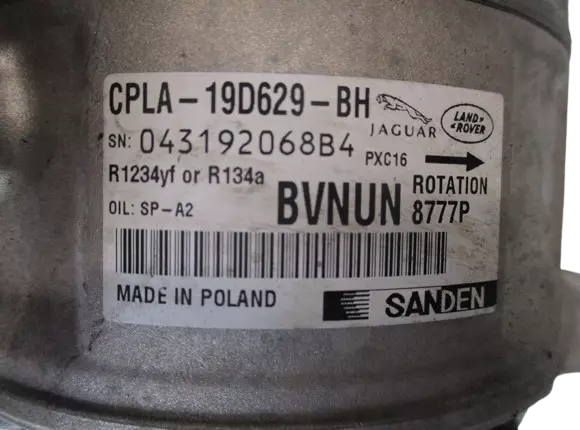 CPLA-19D629-BH
JAGUAR
LAND-
ROVER
SN: 043192068B4
PXC16
R1234yf or R134a
ROTATION
OIL: SP-A2
BVNUN
8777P
MADE IN POLAND
SANDEN